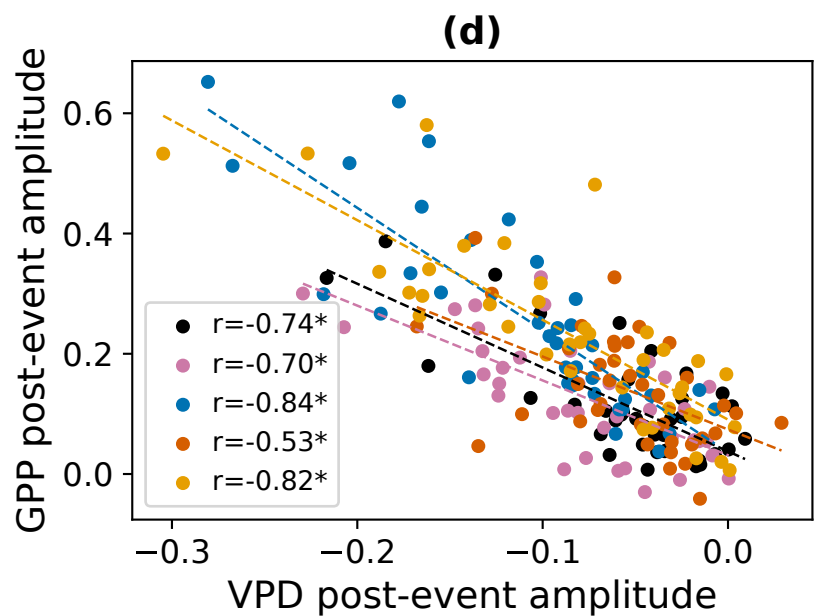 (d)
GPP post-event amplitude
0.6
0.4
0.2
0.0
r=-0.74*
r=-0.70*
r=-0.84*
r=-0.53*
r=-0.82*
−0.3
−0.2
−0.1
0.0
VPD post-event amplitude